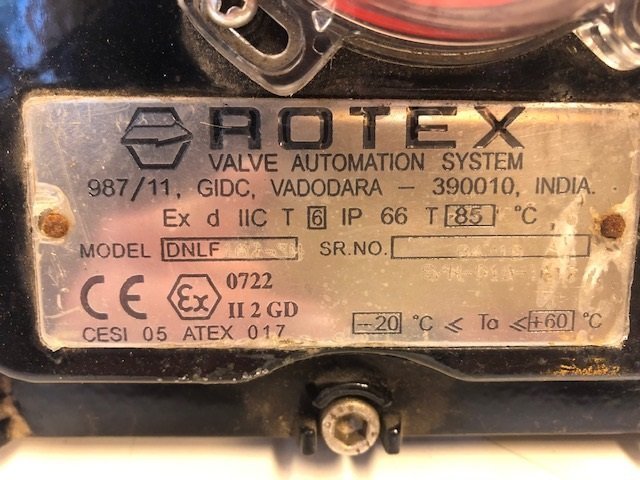 ROTEX
VALVE AUTOMATION SYSTEM
987/11, GIDC, VADODARA – 390010, INDIA.
Ex d IIC T 6 IP 66 T 85 °C
MODEL DNLF SR.NO.
CE Ex 0722
II 2 GD
CESI 05 ATEX 017
-20 °C ≤ Ta ≤ +60 °C